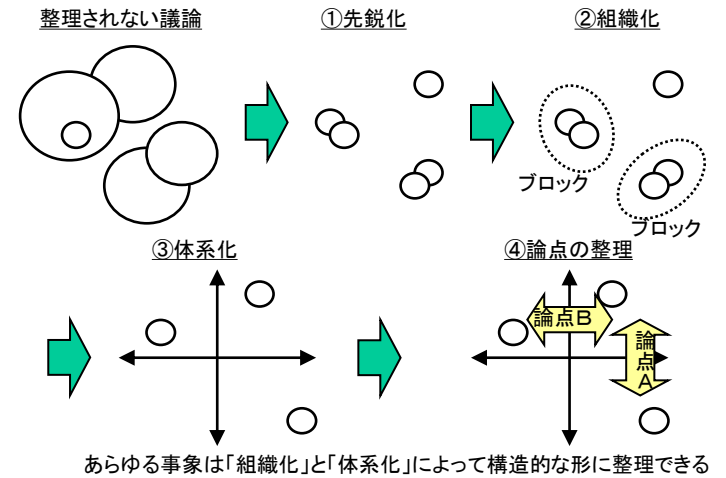 整理されない議論
①先鋭化
②組織化
ブロック
ブロック
③体系化
④論点の整理
論点B
論点A
あらゆる事象は「組織化」と「体系化」によって構造的な形に整理できる